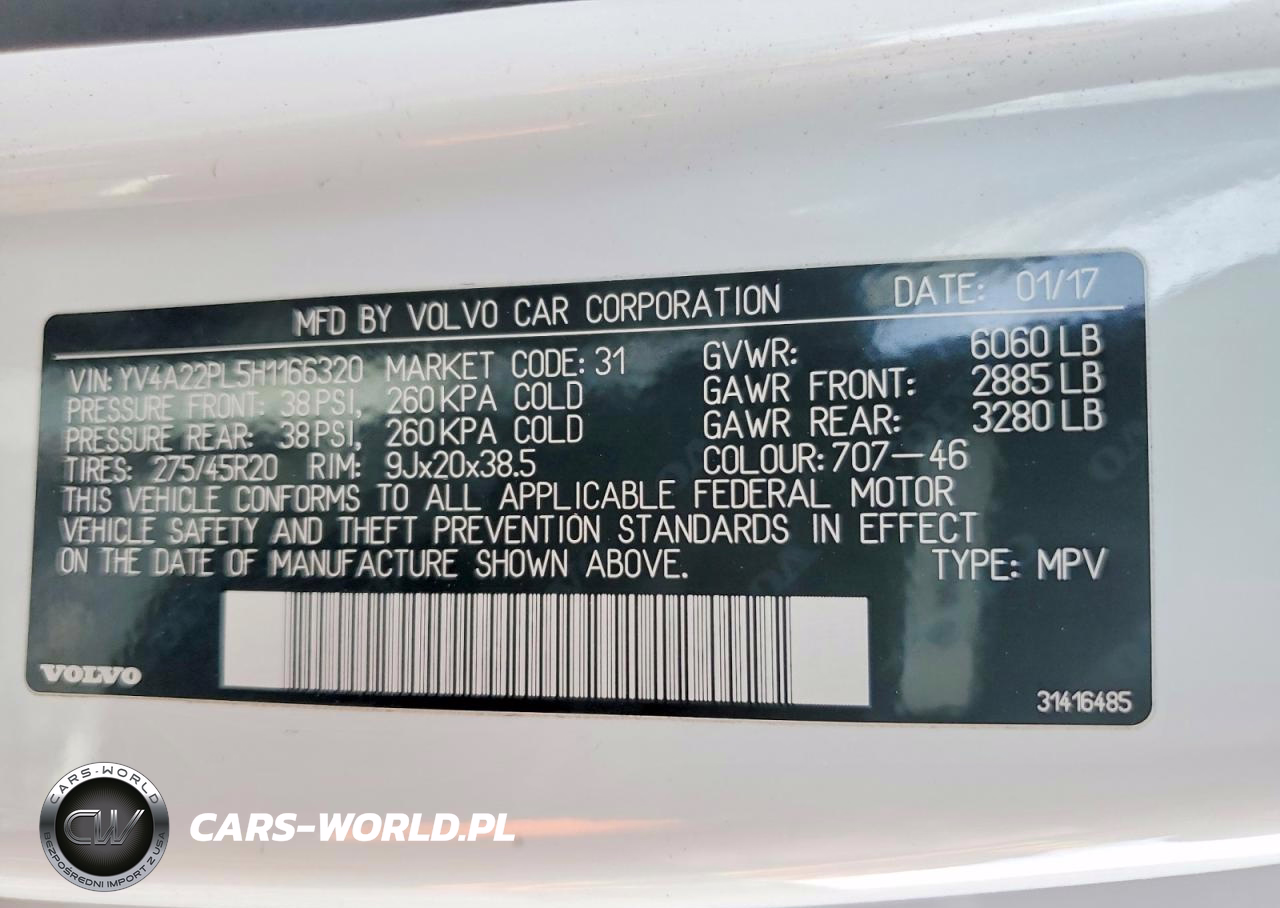 MFD BY VOLVO CAR CORPORATION DATE: 01/17
VIN: YV4A22PL5H1166320 MARKET CODE: 31 GVWR: 6060 LB
PRESSURE FRONT: 38 PSI, 260 KPA COLD GAWR FRONT: 2885 LB
PRESSURE REAR: 38 PSI, 260 KPA COLD GAWR REAR: 3280 LB
TIRES: 275/45R20 RIM: 9Jx20x38.5 COLOUR: 707-46
THIS VEHICLE CONFORMS TO ALL APPLICABLE FEDERAL MOTOR
VEHICLE SAFETY AND THEFT PREVENTION STANDARDS IN EFFECT
ON THE DATE OF MANUFACTURE SHOWN ABOVE. TYPE: MPV
VOLVO
31416485
CARS-WORLD
CW
BEZPOŚREDNI IMPORT Z USA
CARS-WORLD.PL